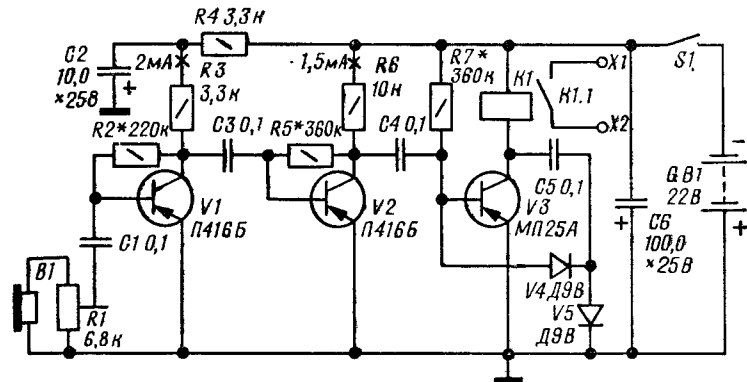 R4 3,3к
C2
10,0
×25В
2мА
R3
3,3к
1,5мА
R6
10к
R7*
360к
K1
K1.1
X1
X2
S1
R2*220к
C3 0,1
R5*360к
C4 0,1
C5 0,1
V1
П416Б
V2
П416Б
V3
МП25А
C1 0,1
B1
R1
6,8к
V4 Д9В
V5
Д9В
C6
100,0
×25В
GB1
22В